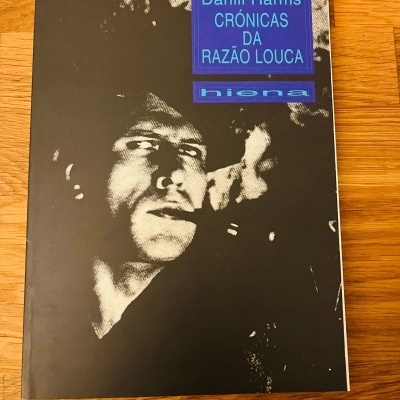 Daniil Harms
CRÓNICAS
DA
RAZÃO LOUCA
hiena